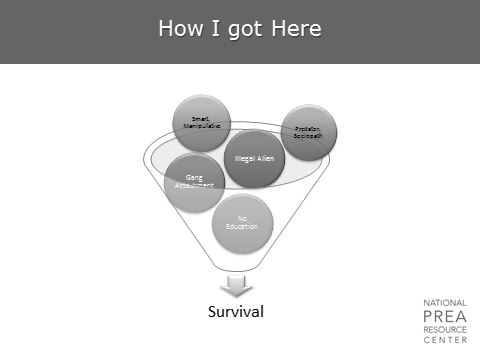 How I got Here
Smart,
Manipulative
Predator,
Sociopath
Illegal Alien
Gang
Attachment
No
Education
Survival
NATIONAL
PREA
RESOURCE
CENTER